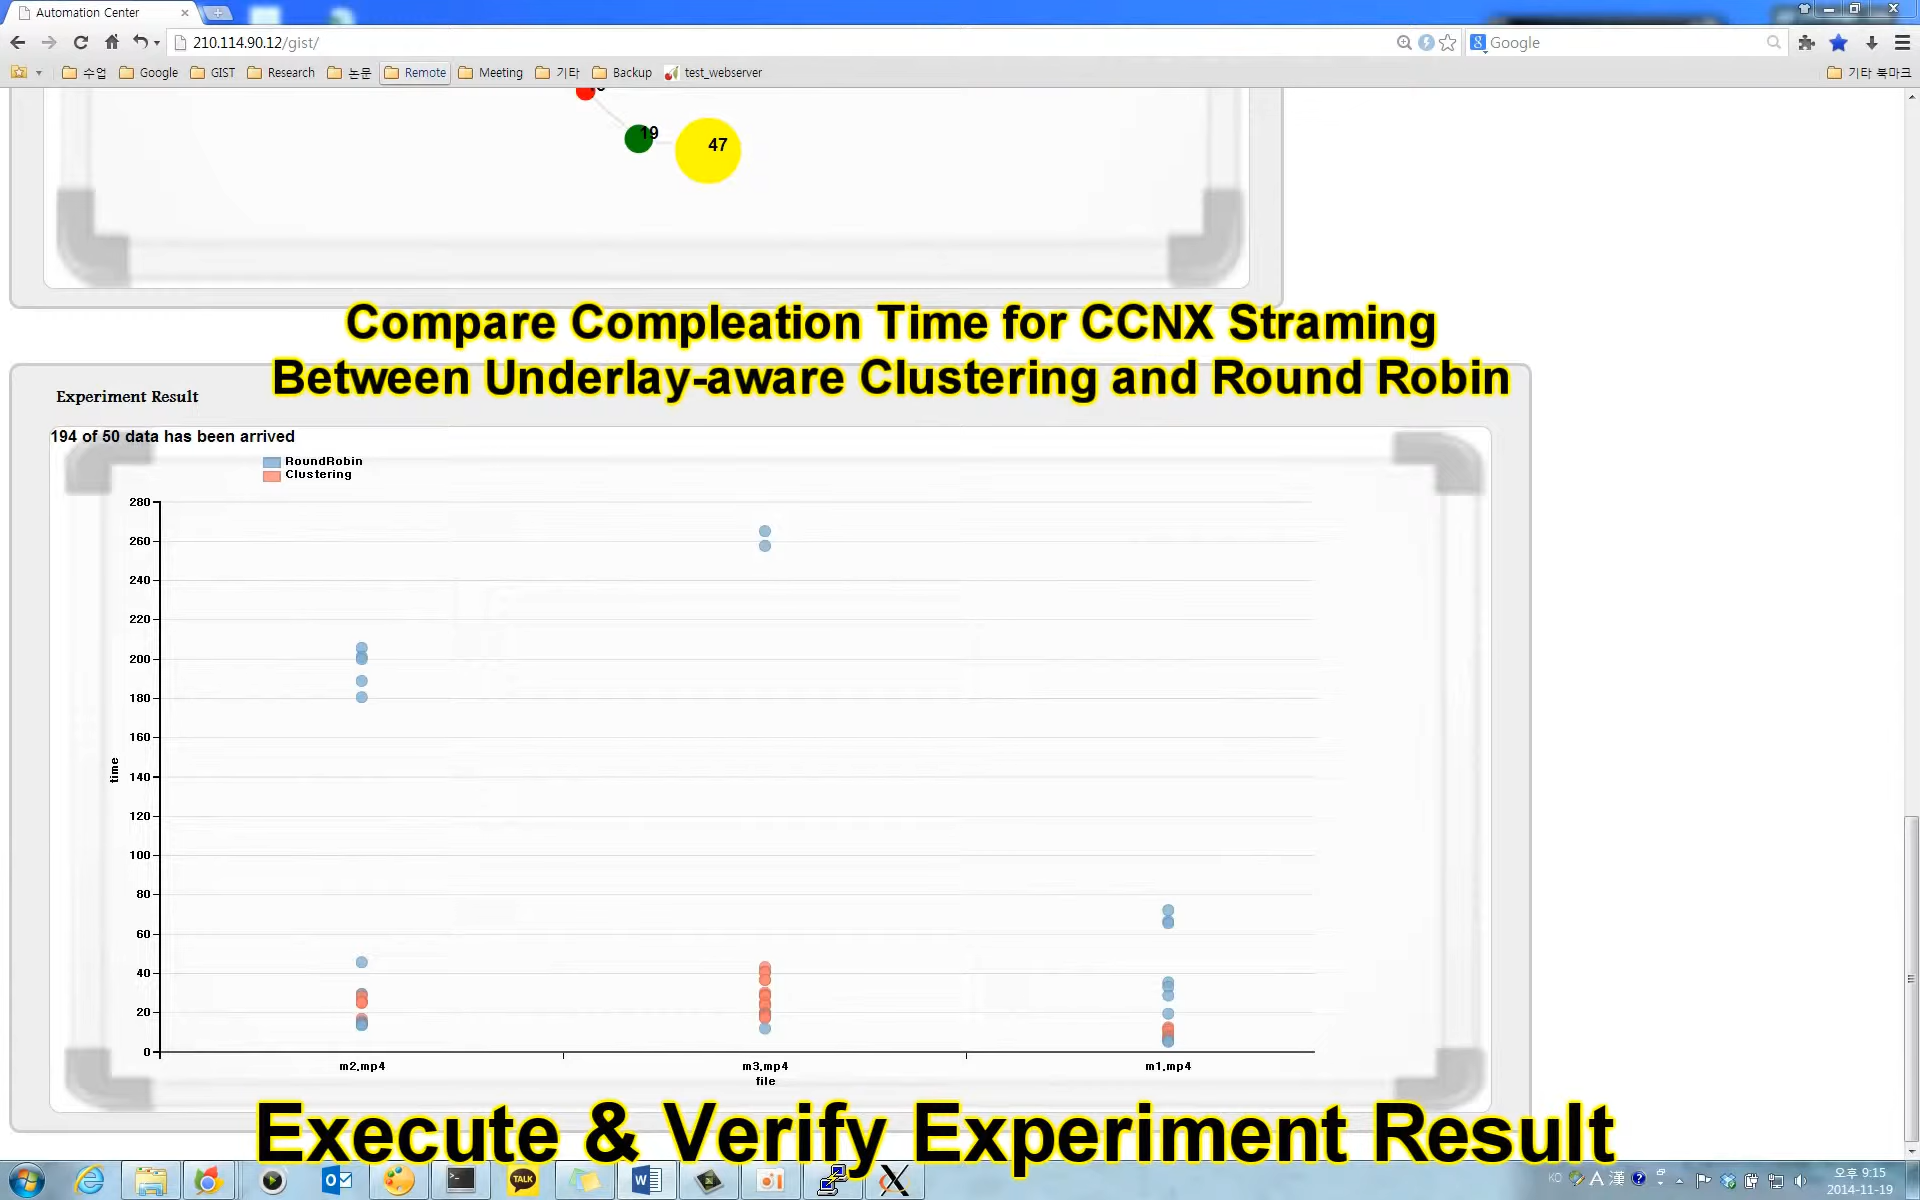 Automation Center
210.114.90.12/gist/
Google
수업
Google
GIST
Research
논문
Remote
Meeting
기타
Backup
test_webserver
기타 북마크
19
47
Compare Compleation Time for CCNX Straming
Between Underlay-aware Clustering and Round Robin
Experiment Result
194 of 50 data has been arrived
RoundRobin
Clustering
280
260
240
220
200
180
160
140
120
100
80
60
40
20
0
time
m2.mp4
m3.mp4
m1.mp4
file
Execute & Verify Experiment Result
TALK
KO
A 漢
오후 9:15
2014-11-19